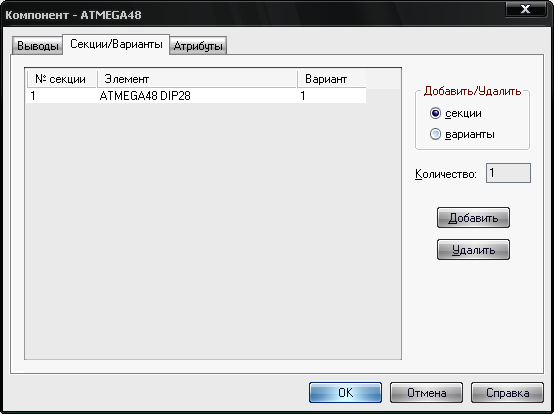 Компонент - ATMEGA48
Выводы Секции/Варианты Атрибуты
№ секции Элемент Вариант
1 ATMEGA48 DIP28 1
Добавить/Удалить
секции
варианты
Количество: 1
Добавить
Удалить
OK Отмена Справка